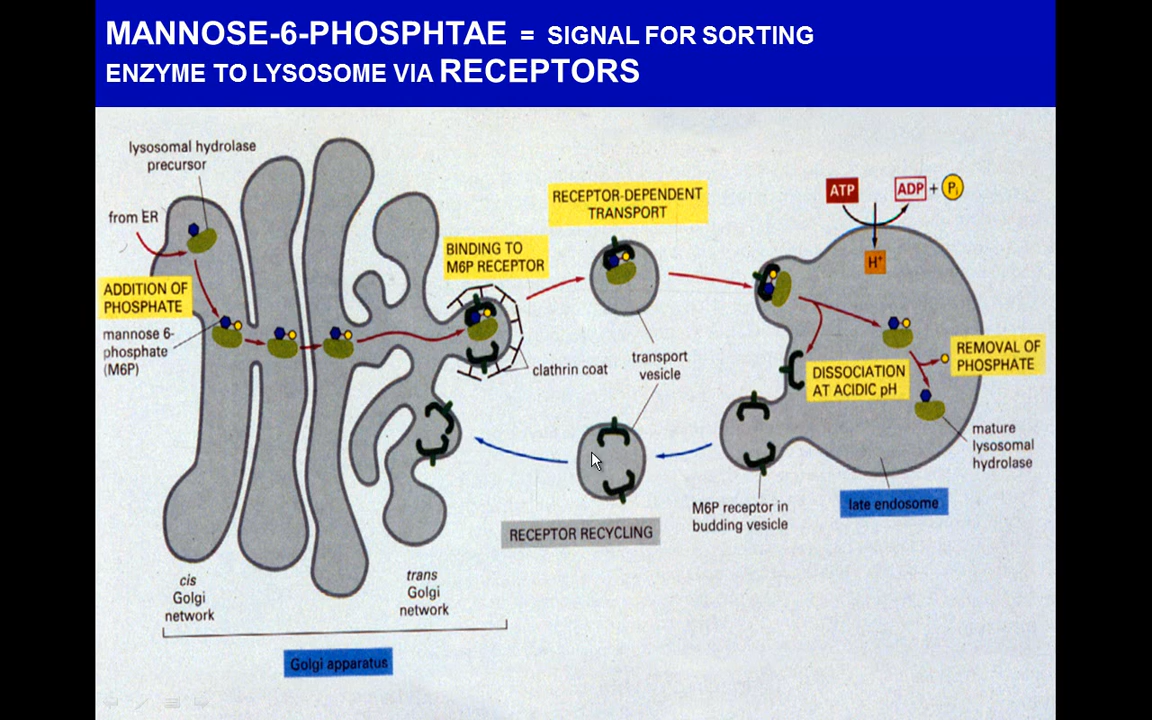 MANNOSE-6-PHOSPHTAE = SIGNAL FOR SORTING
ENZYME TO LYSOSOME VIA RECEPTORS
lysosomal hydrolase
precursor
from ER
ADDITION OF
PHOSPHATE
mannose 6-
phosphate
(M6P)
BINDING TO
M6P RECEPTOR
RECEPTOR-DEPENDENT
TRANSPORT
clathrin coat
transport
vesicle
ATP
ADP + Pi
H+
DISSOCIATION
AT ACIDIC pH
REMOVAL OF
PHOSPHATE
mature
lysosomal
hydrolase
late endosome
M6P receptor in
budding vesicle
RECEPTOR RECYCLING
cis
Golgi
network
trans
Golgi
network
Golgi apparatus